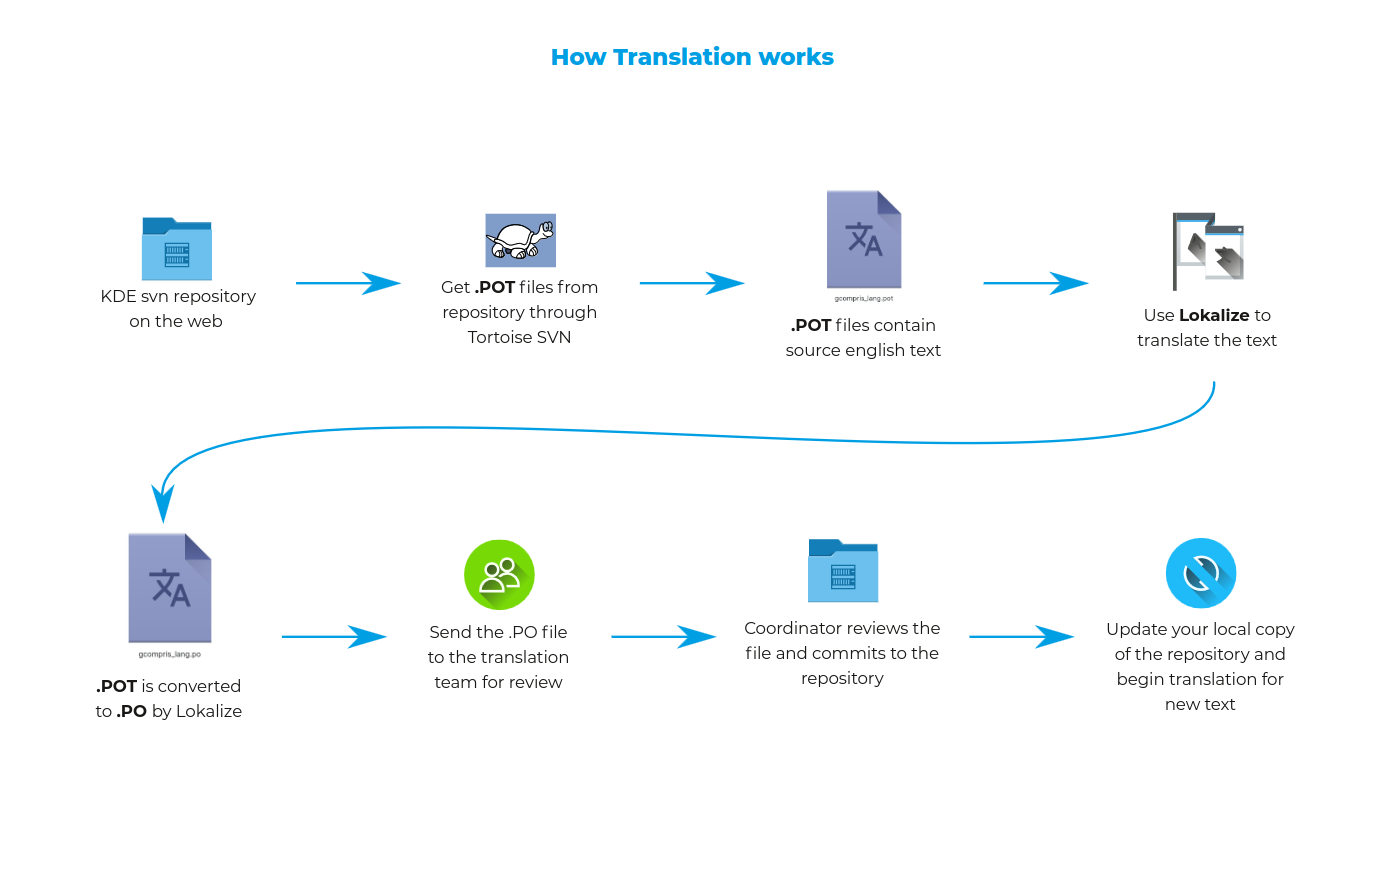 How Translation works
KDE svn repository
on the web
Get .POT files from
repository through
Tortoise SVN
gcompris_lang.pot
.POT files contain
source english text
Use Lokalize to
translate the text
gcompris_lang.po
.POT is converted
to .PO by Lokalize
Send the .PO file
to the translation
team for review
Coordinator reviews the
file and commits to the
repository
Update your local copy
of the repository and
begin translation for
new text